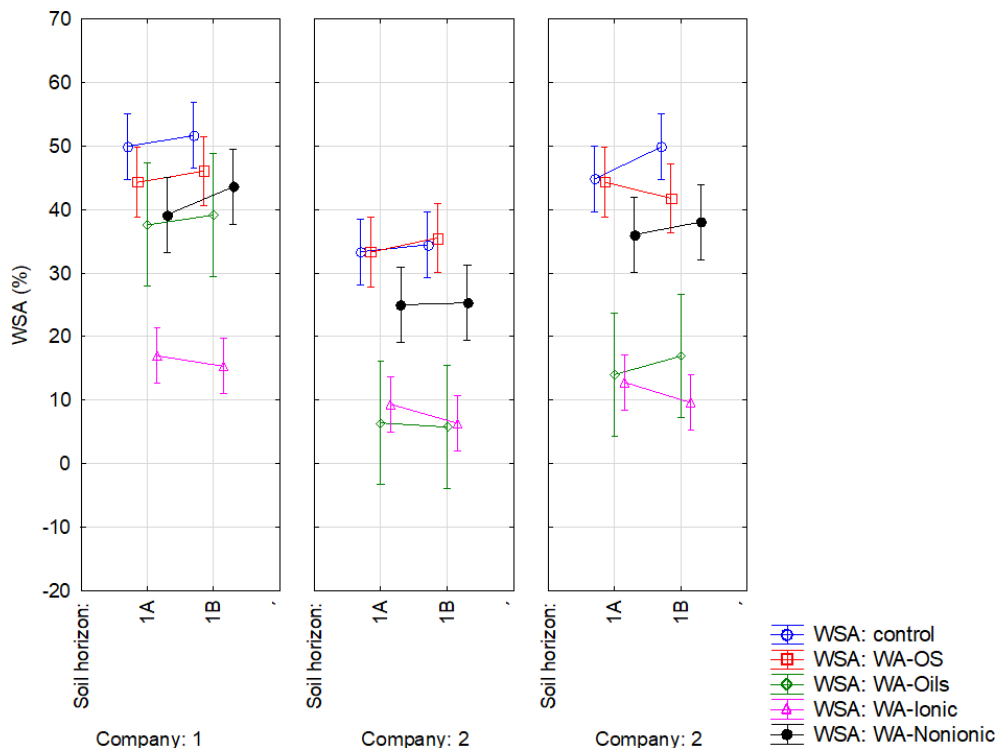 WSA (%)
70
60
50
40
30
20
10
0
-10
-20
Soil horizon:
1A
1B
,
Soil horizon:
1A
1B
,
Soil horizon:
1A
1B
,
Company: 1
Company: 2
Company: 2
WSA: control
WSA: WA-OS
WSA: WA-Oils
WSA: WA-Ionic
WSA: WA-Nonionic